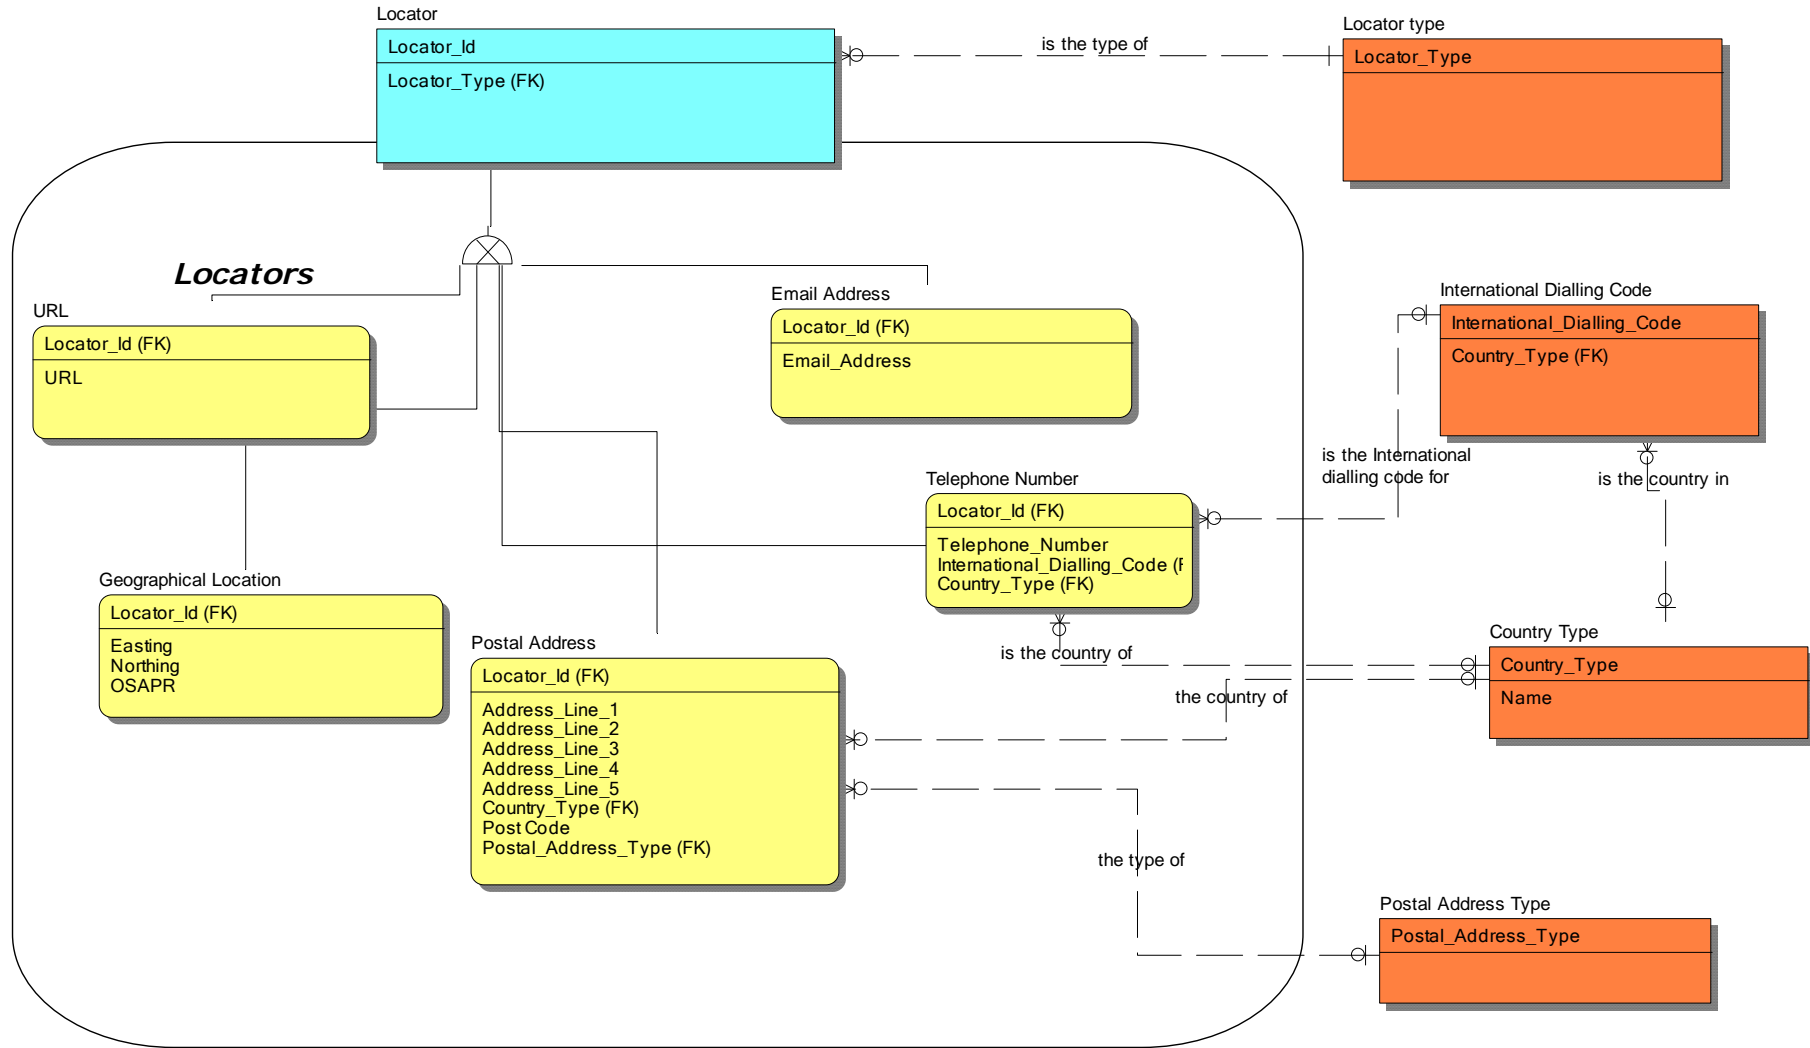 Locator
Locator_Id
Locator_Type (FK)
is the type of
Locator type
Locator_Type
Locators
URL
Locator_Id (FK)
URL
Email Address
Locator_Id (FK)
Email_Address
International Dialling Code
International_Dialling_Code
Country_Type (FK)
is the International
dialling code for
is the country in
Telephone Number
Locator_Id (FK)
Telephone_Number
International_Dialling_Code (F
Country_Type (FK)
Geographical Location
Locator_Id (FK)
Easting
Northing
OSAPR
is the country of
Country Type
Country_Type
Name
the country of
Postal Address
Locator_Id (FK)
Address_Line_1
Address_Line_2
Address_Line_3
Address_Line_4
Address_Line_5
Country_Type (FK)
Post Code
Postal_Address_Type (FK)
the type of
Postal Address Type
Postal_Address_Type